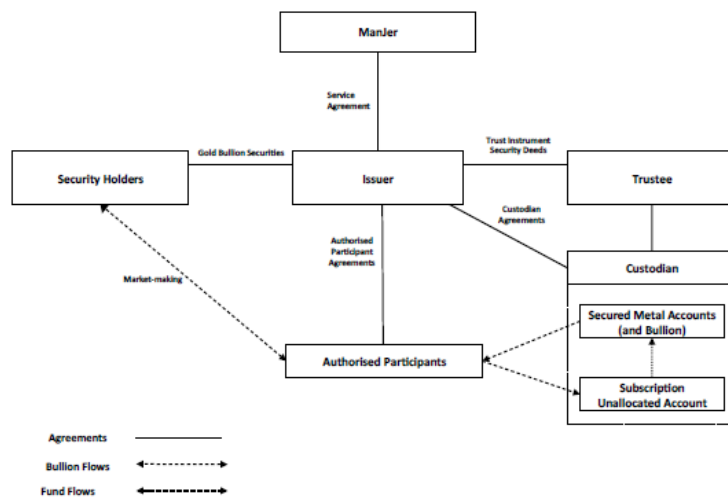 ManJer
Service
Agreement
Gold Bullion Securities
Trust Instrument
Security Deeds
Security Holders
Issuer
Trustee
Custodian
Agreements
Authorised
Participant
Agreements
Market-making
Custodian
Secured Metal Accounts
(and Bullion)
Authorised Participants
Subscription
Unallocated Account
Agreements
Bullion Flows
Fund Flows